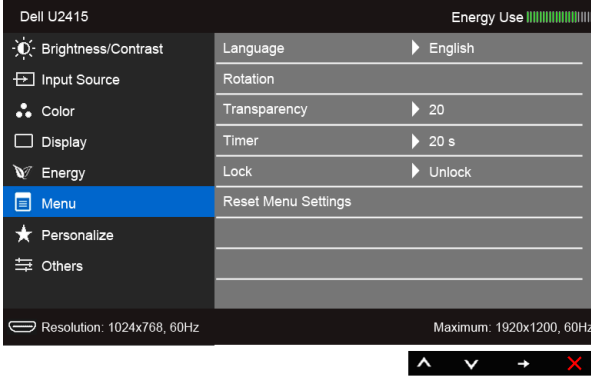 Dell U2415
Energy Use
Brightness/Contrast
Input Source
Color
Display
Energy
Menu
Personalize
Others
Language English
Rotation
Transparency 20
Timer 20 s
Lock Unlock
Reset Menu Settings
Resolution: 1024x768, 60Hz
Maximum: 1920x1200, 60Hz